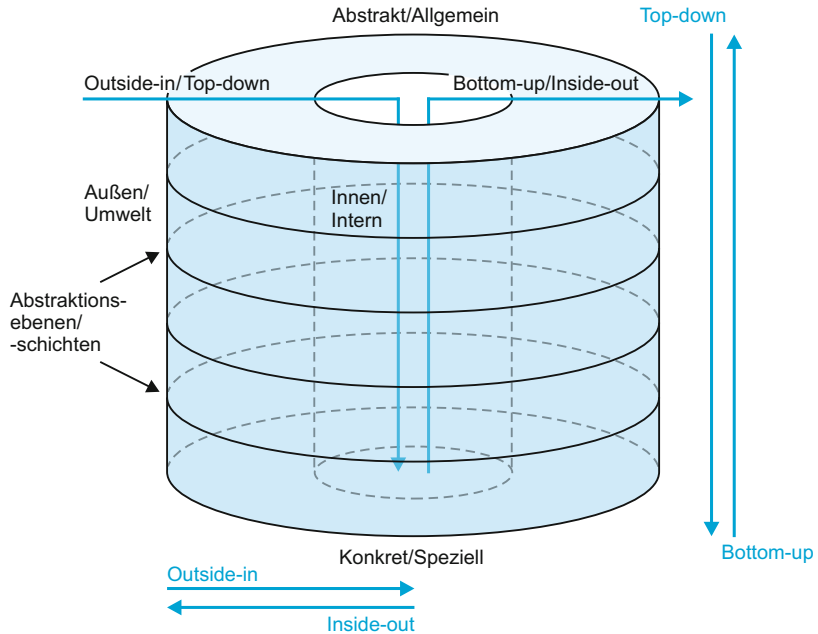 Abstrakt/Allgemein
Top-down
Outside-in/Top-down
Bottom-up/Inside-out
Außen/
Umwelt
Innen/
Intern
Abstraktions-
ebenen/
-schichten
Konkret/Speziell
Bottom-up
Outside-in
Inside-out